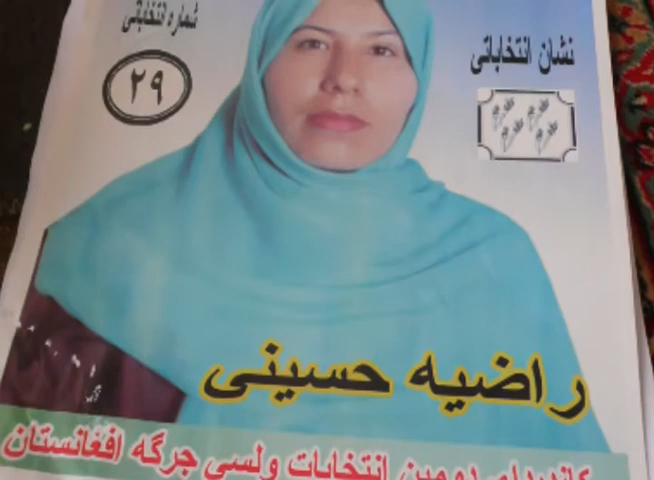 شماره انتخاباتی
۲۹
نشان انتخاباتی
راضیه حسینی
کاندیدای دومین انتخابات ولسی جرگه افغانستان